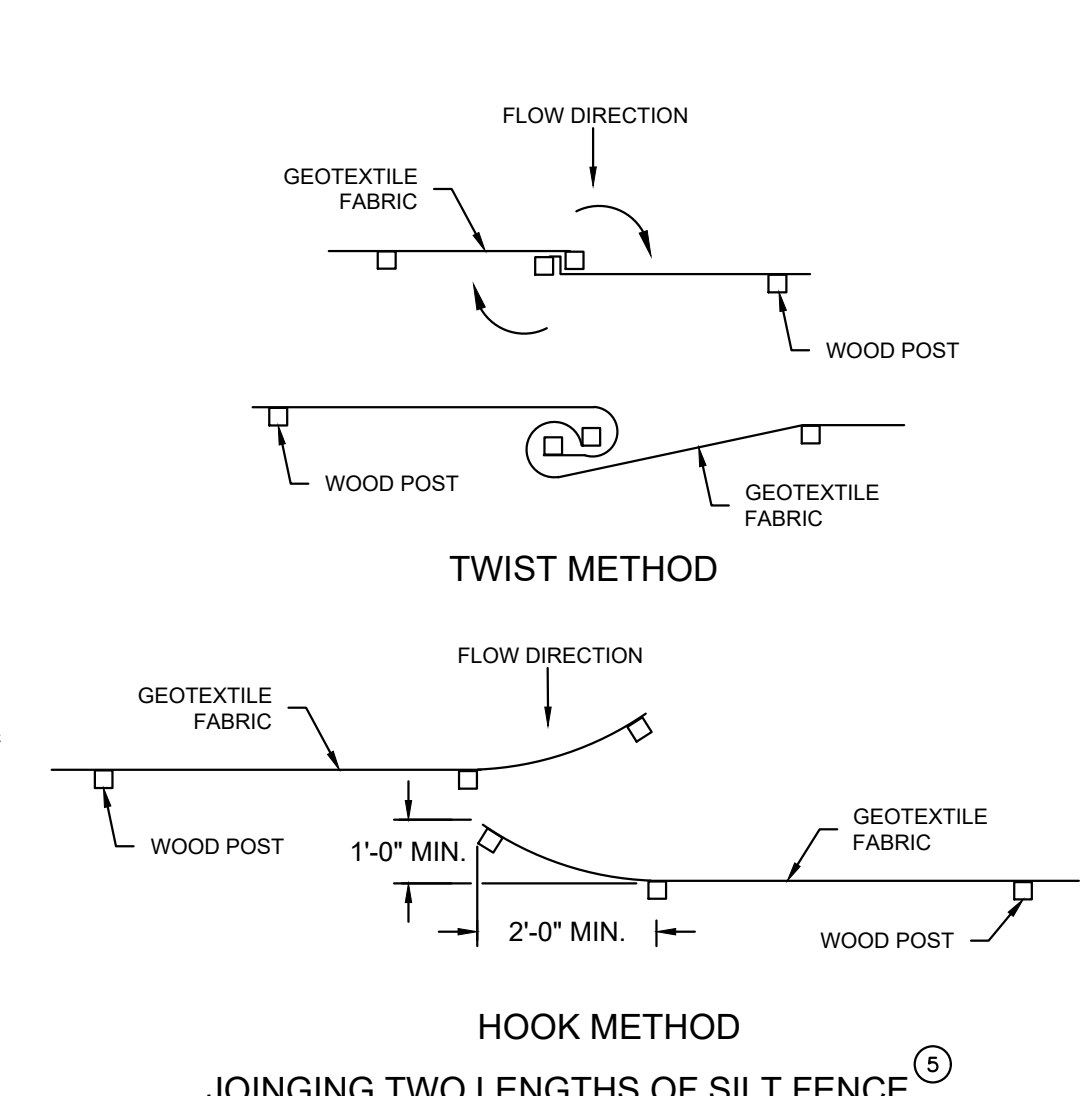 FLOW DIRECTION
GEOTEXTILE
FABRIC
WOOD POST
WOOD POST
GEOTEXTILE
FABRIC
TWIST METHOD
FLOW DIRECTION
GEOTEXTILE
FABRIC
WOOD POST
1'-0" MIN.
GEOTEXTILE
FABRIC
2'-0" MIN.
WOOD POST
HOOK METHOD
JOINGING TWO LENGTHS OF SILT FENCE 5